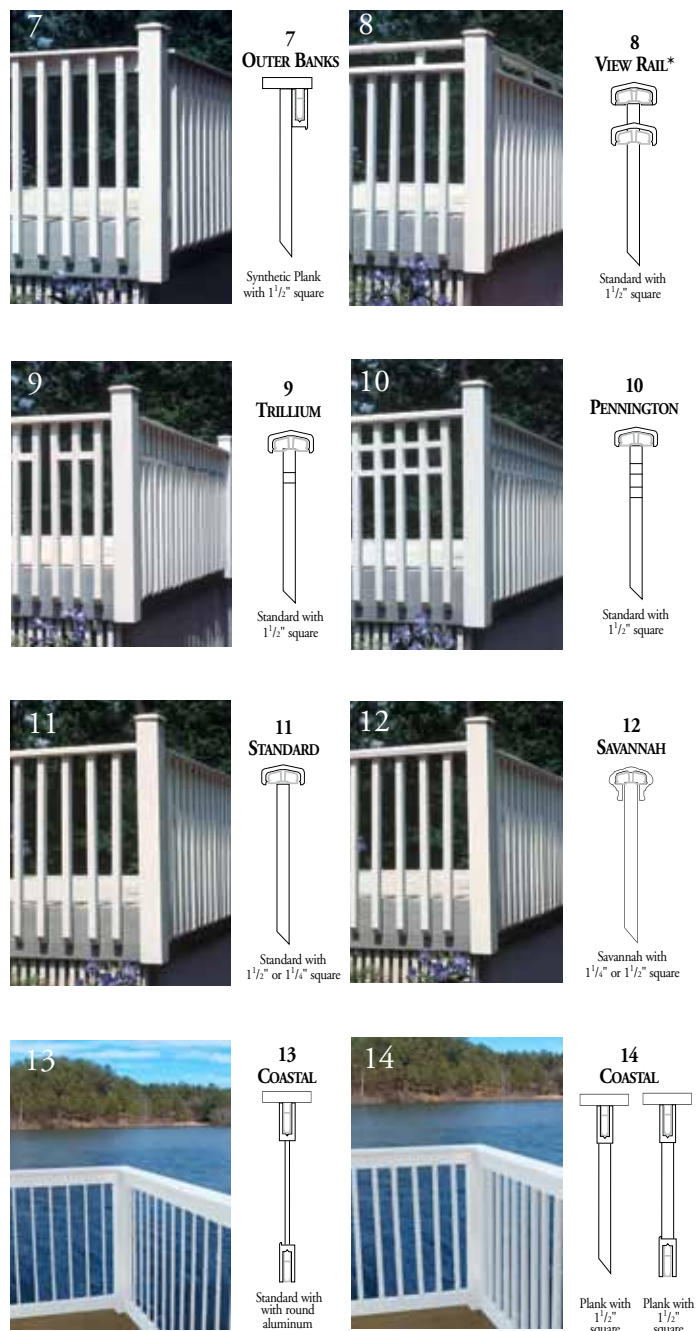 7
7
OUTER BANKS
Synthetic Plank
with 1 1/2" square
8
8
VIEW RAIL*
Standard with
1 1/2" square
9
9
TRILLIUM
Standard with
1 1/2" square
10
10
PENNINGTON
Standard with
1 1/2" square
11
11
STANDARD
Standard with
1 1/2" or 1 1/4" square
12
12
SAVANNAH
Savannah with
1 1/4" or 1 1/2" square
13
13
COASTAL
Standard with
with round
aluminum
14
14
COASTAL
Plank with
1 1/2"
square
Plank with
1 1/2"
square